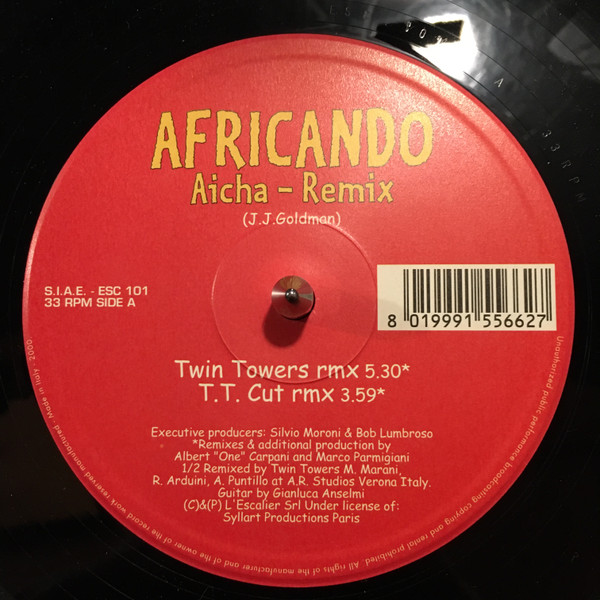 AFRICANDO
Aicha - Remix
(J.J.Goldman)
S.I.A.E. - ESC 101
33 RPM SIDE A
8 019991 556627
Twin Towers rmx 5.30*
T.T. Cut rmx 3.59*
Executive producers: Silvio Moroni & Bob Lumbroso
*Remixes & additional production by
Albert "One" Carpani and Marco Parmigiani
1/2 Remixed by Twin Towers M. Marani,
R. Arduini, A. Puntillo at A.R. Studios Verona Italy.
Guitar by Gianluca Anselmi
(C)&(P) L'Escalier Srl Under license of:
Syllart Productions Paris
Unauthorized public performance broadcasting copying and rental prohibited. All rights of the manufacturer and of the owner of the record work reserved manufactured - Made in Italy - 2000
33 RPM